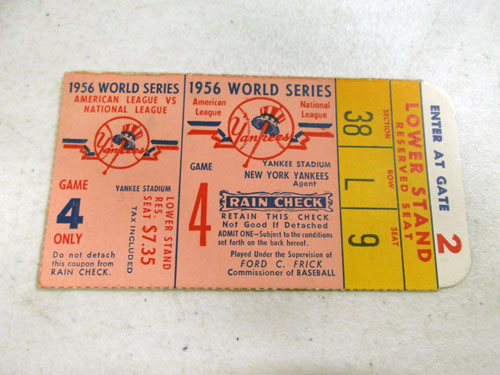 1956 WORLD SERIES
AMERICAN LEAGUE VS
NATIONAL LEAGUE
Yankees
YANKEE STADIUM
GAME
4
ONLY
LOWER STAND
RES. SEAT $7.35
TAX INCLUDED
Do not detach
this coupon from
RAIN CHECK.
1956 WORLD SERIES
American League
National League
Yankees
YANKEE STADIUM
NEW YORK YANKEES
Agent
GAME
4
RAIN CHECK
RETAIN THIS CHECK
Not Good if Detached
ADMIT ONE—Subject to the conditions
set forth on the back hereof.
Played Under the Supervision of
FORD C. FRICK
Commissioner of BASEBALL
SECTION
38
ROW
L
SEAT
9
LOWER STAND
RESERVED SEAT
ENTER AT GATE
2